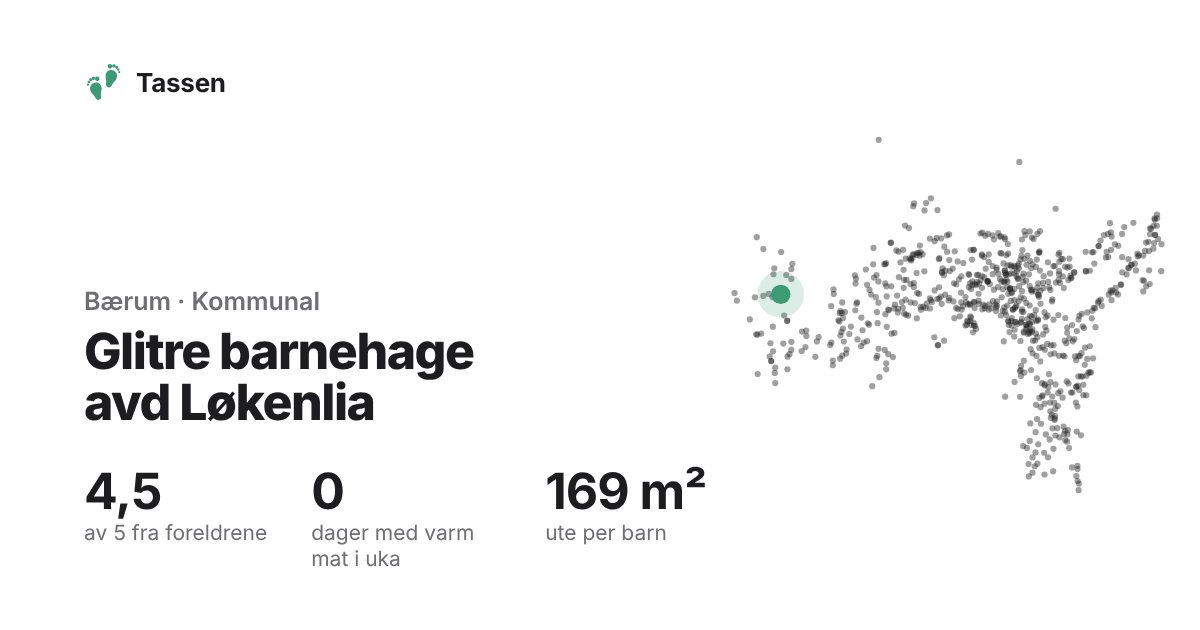 Tassen
Bærum · Kommunal
Glitre barnehage
avd Løkenlia
4,5
av 5 fra foreldrene
0
dager med varm
mat i uka
169 m²
ute per barn